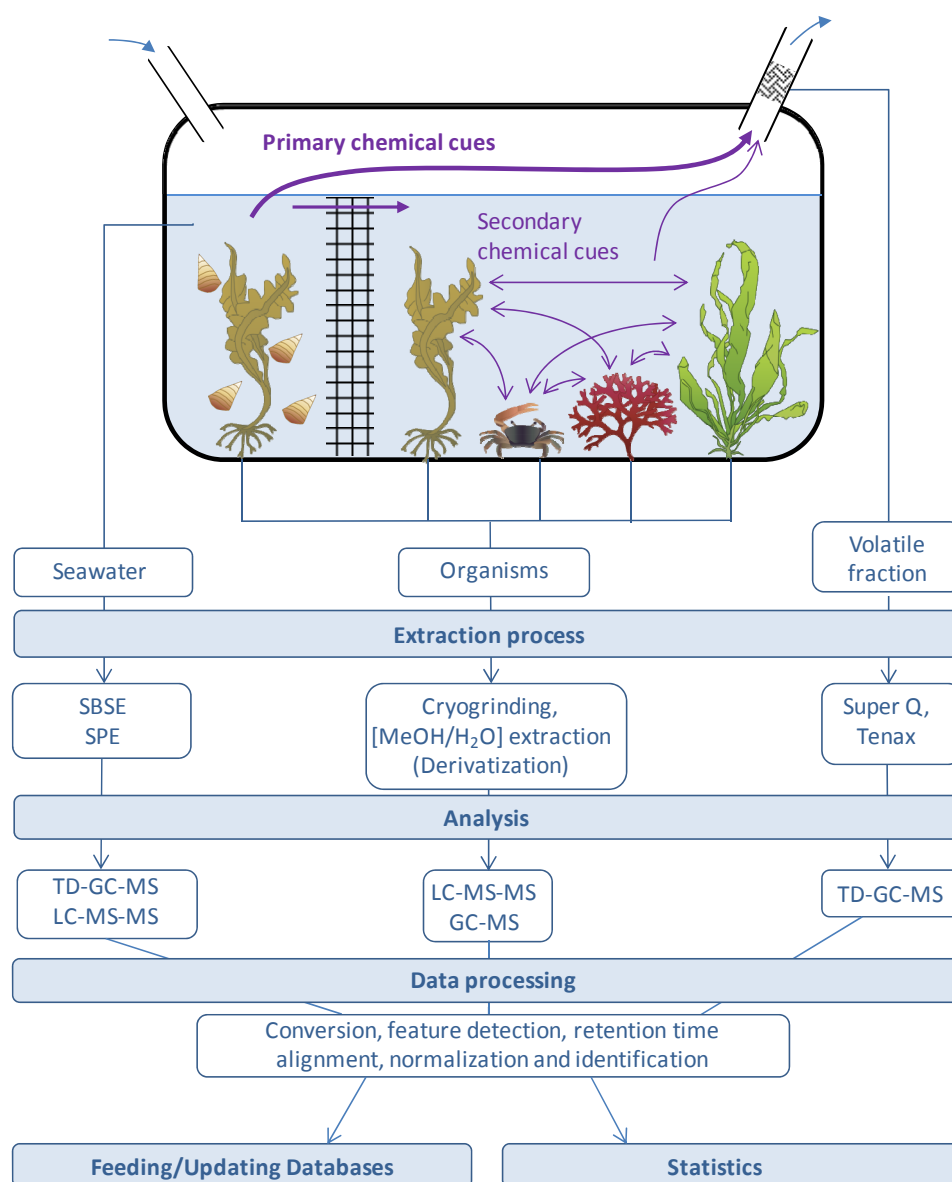 Primary chemical cues
Secondary
chemical cues
Seawater
Organisms
Volatile
fraction
Extraction process
SBSE
SPE
Cryogrinding,
[MeOH/H₂O] extraction
(Derivatization)
Super Q,
Tenax
Analysis
TD-GC-MS
LC-MS-MS
LC-MS-MS
GC-MS
TD-GC-MS
Data processing
Conversion, feature detection, retention time
alignment, normalization and identification
Feeding/Updating Databases
Statistics